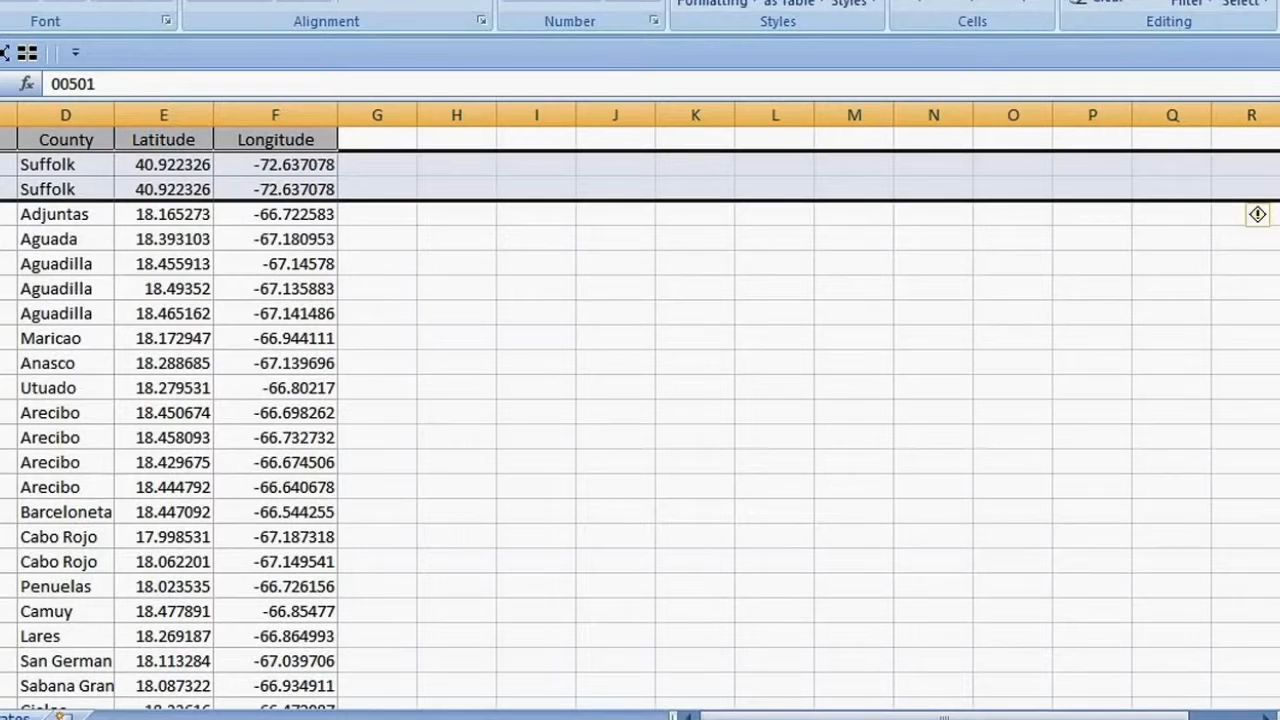 Formatting as Table Styles Clear Filter Select
Font Alignment Number Styles Cells Editing
fx 00501
D E F G H I J K L M N O P Q R
County Latitude Longitude
Suffolk 40.922326 -72.637078
Suffolk 40.922326 -72.637078
Adjuntas 18.165273 -66.722583
Aguada 18.393103 -67.180953
Aguadilla 18.455913 -67.14578
Aguadilla 18.49352 -67.135883
Aguadilla 18.465162 -67.141486
Maricao 18.172947 -66.944111
Anasco 18.288685 -67.139696
Utuado 18.279531 -66.80217
Arecibo 18.450674 -66.698262
Arecibo 18.458093 -66.732732
Arecibo 18.429675 -66.674506
Arecibo 18.444792 -66.640678
Barceloneta 18.447092 -66.544255
Cabo Rojo 17.998531 -67.187318
Cabo Rojo 18.062201 -67.149541
Penuelas 18.023535 -66.726156
Camuy 18.477891 -66.85477
Lares 18.269187 -66.864993
San German 18.113284 -67.039706
Sabana Gran 18.087322 -66.934911